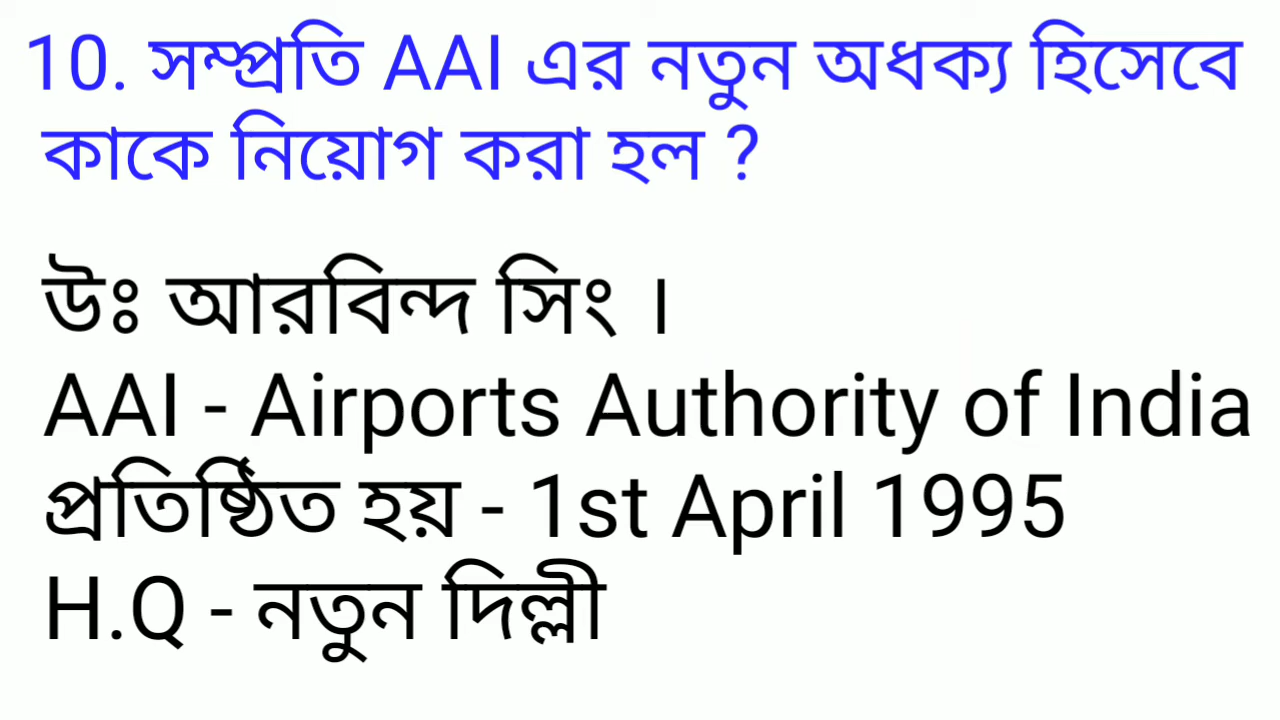 10. সম্প্রতি AAI এর নতুন অধক্য হিসেবে
কাকে নিয়োগ করা হল ?
উঃ আরবিন্দ সিং ।
AAI - Airports Authority of India
প্রতিষ্ঠিত হয় - 1st April 1995
H.Q - নতুন দিল্লী